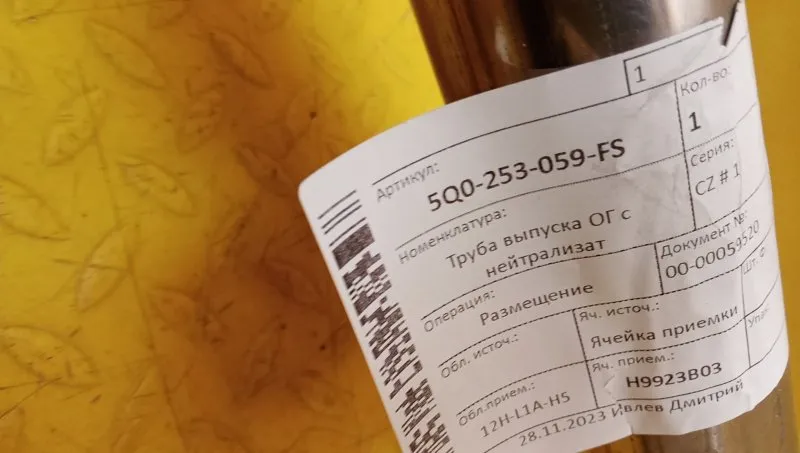 1
Артикул:
5Q0-253-059-FS
Кол-во:
1
Номенклатура:
Труба выпуска ОГ с
нейтрализат
Серия:
CZ # 1
Операция:
Размещение
Документ №:
00-00059520
Обл. источ.:
Яч. источ.:
Ячейка приемки
Шт. Ф
Обл.прием.:
12H-L1A-H5
Яч. прием.:
H9923B03
Упак
28.11.2023 Ивлев Дмитрий